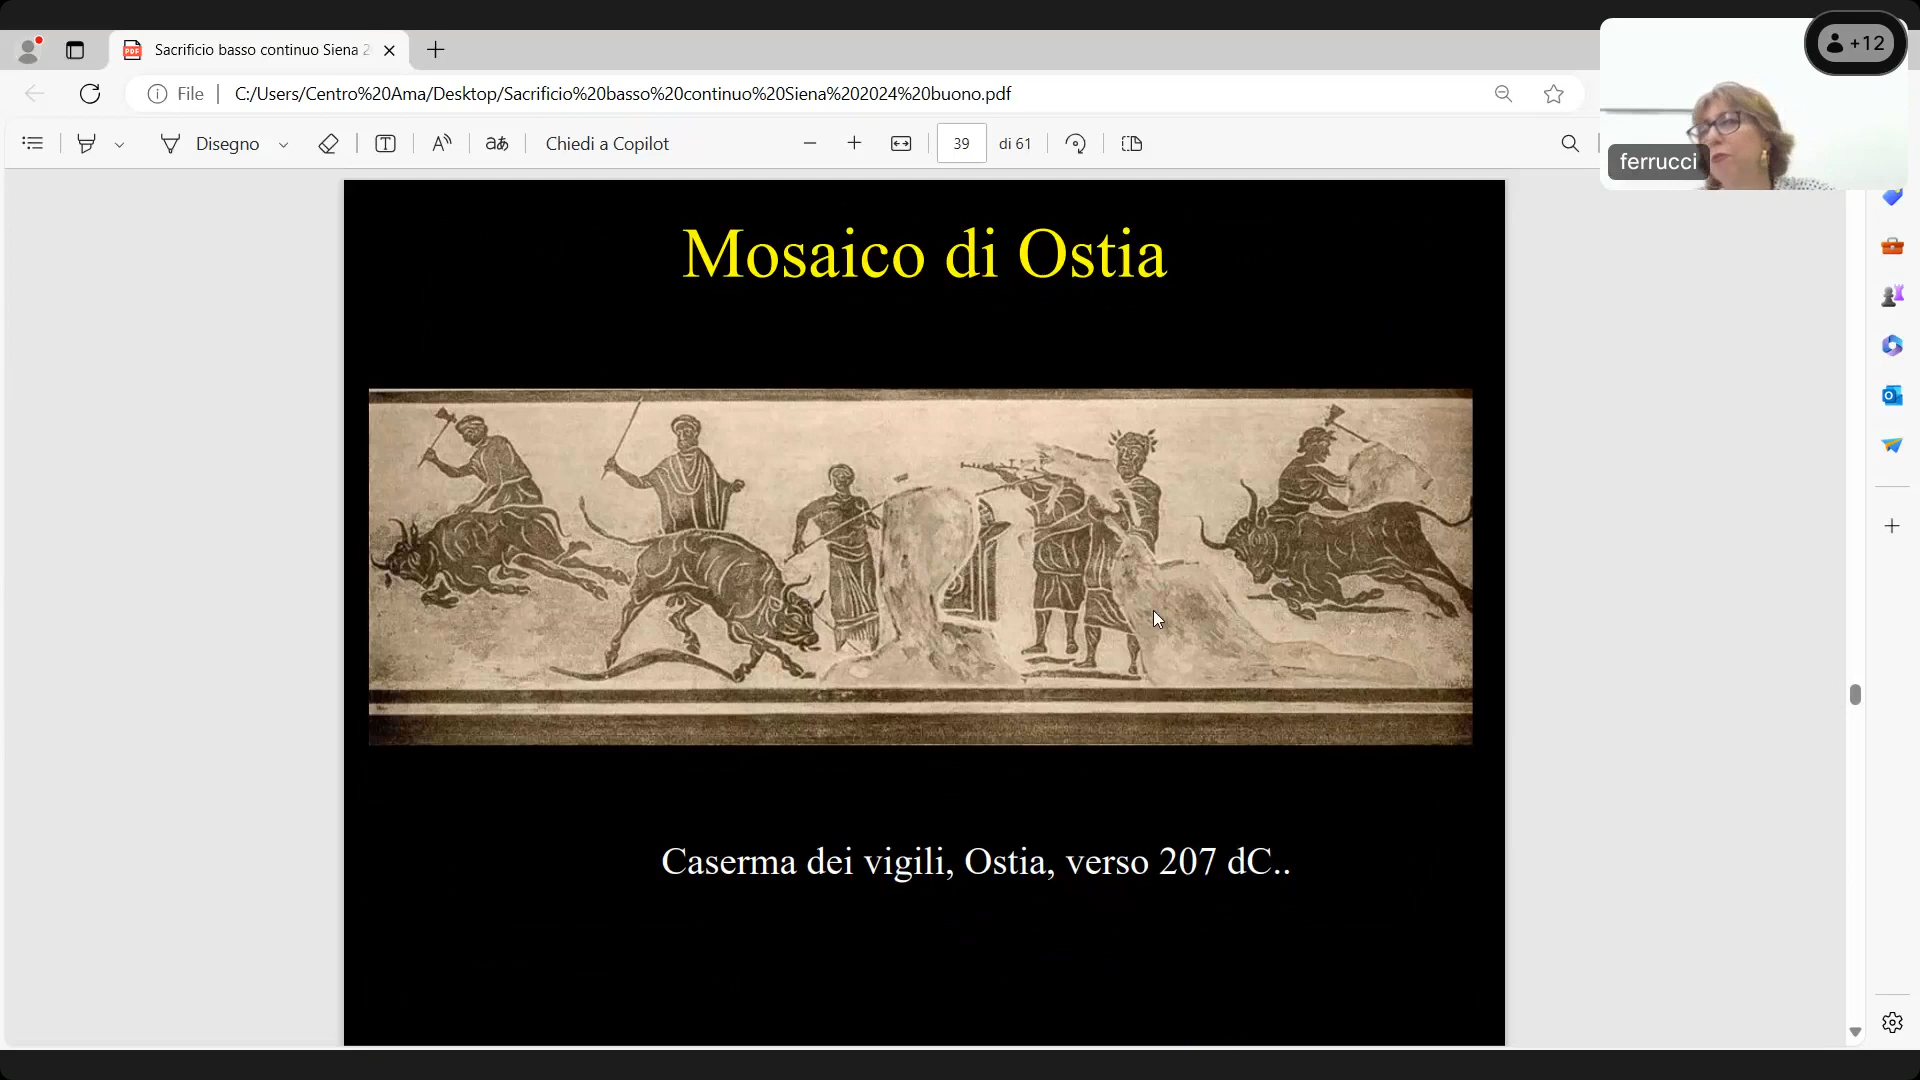 Sacrificio basso continuo Siena 2
File
C:/Users/Centro%20Ama/Desktop/Sacrificio%20basso%20continuo%20Siena%202024%20buono.pdf
+12
Disegno
Chiedi a Copilot
39
di 61
ferrucci
Mosaico di Ostia
Caserma dei vigili, Ostia, verso 207 dC..